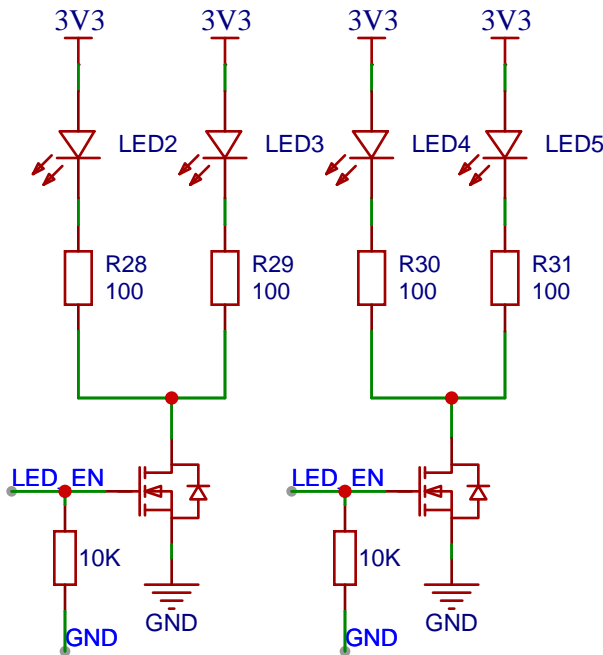 3V3 3V3 3V3 3V3
LED2 LED3 LED4 LED5
R28 R29 R30 R31
100 100 100 100
LED_EN LED_EN
10K 10K
GND GND
GND GND